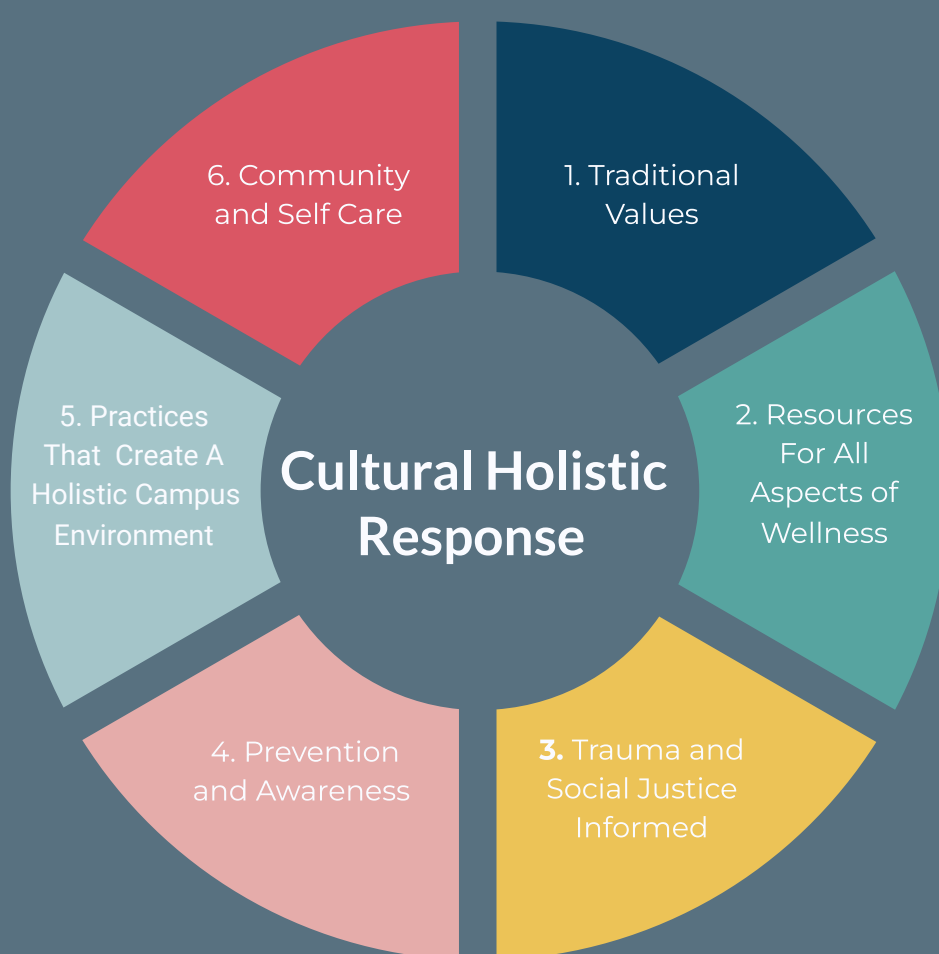 Cultural Holistic
Response
1. Traditional
Values
2. Resources
For All
Aspects of
Wellness
3. Trauma and
Social Justice
Informed
4. Prevention
and Awareness
5. Practices
That  Create A
Holistic Campus
Environment
6. Community
and Self Care